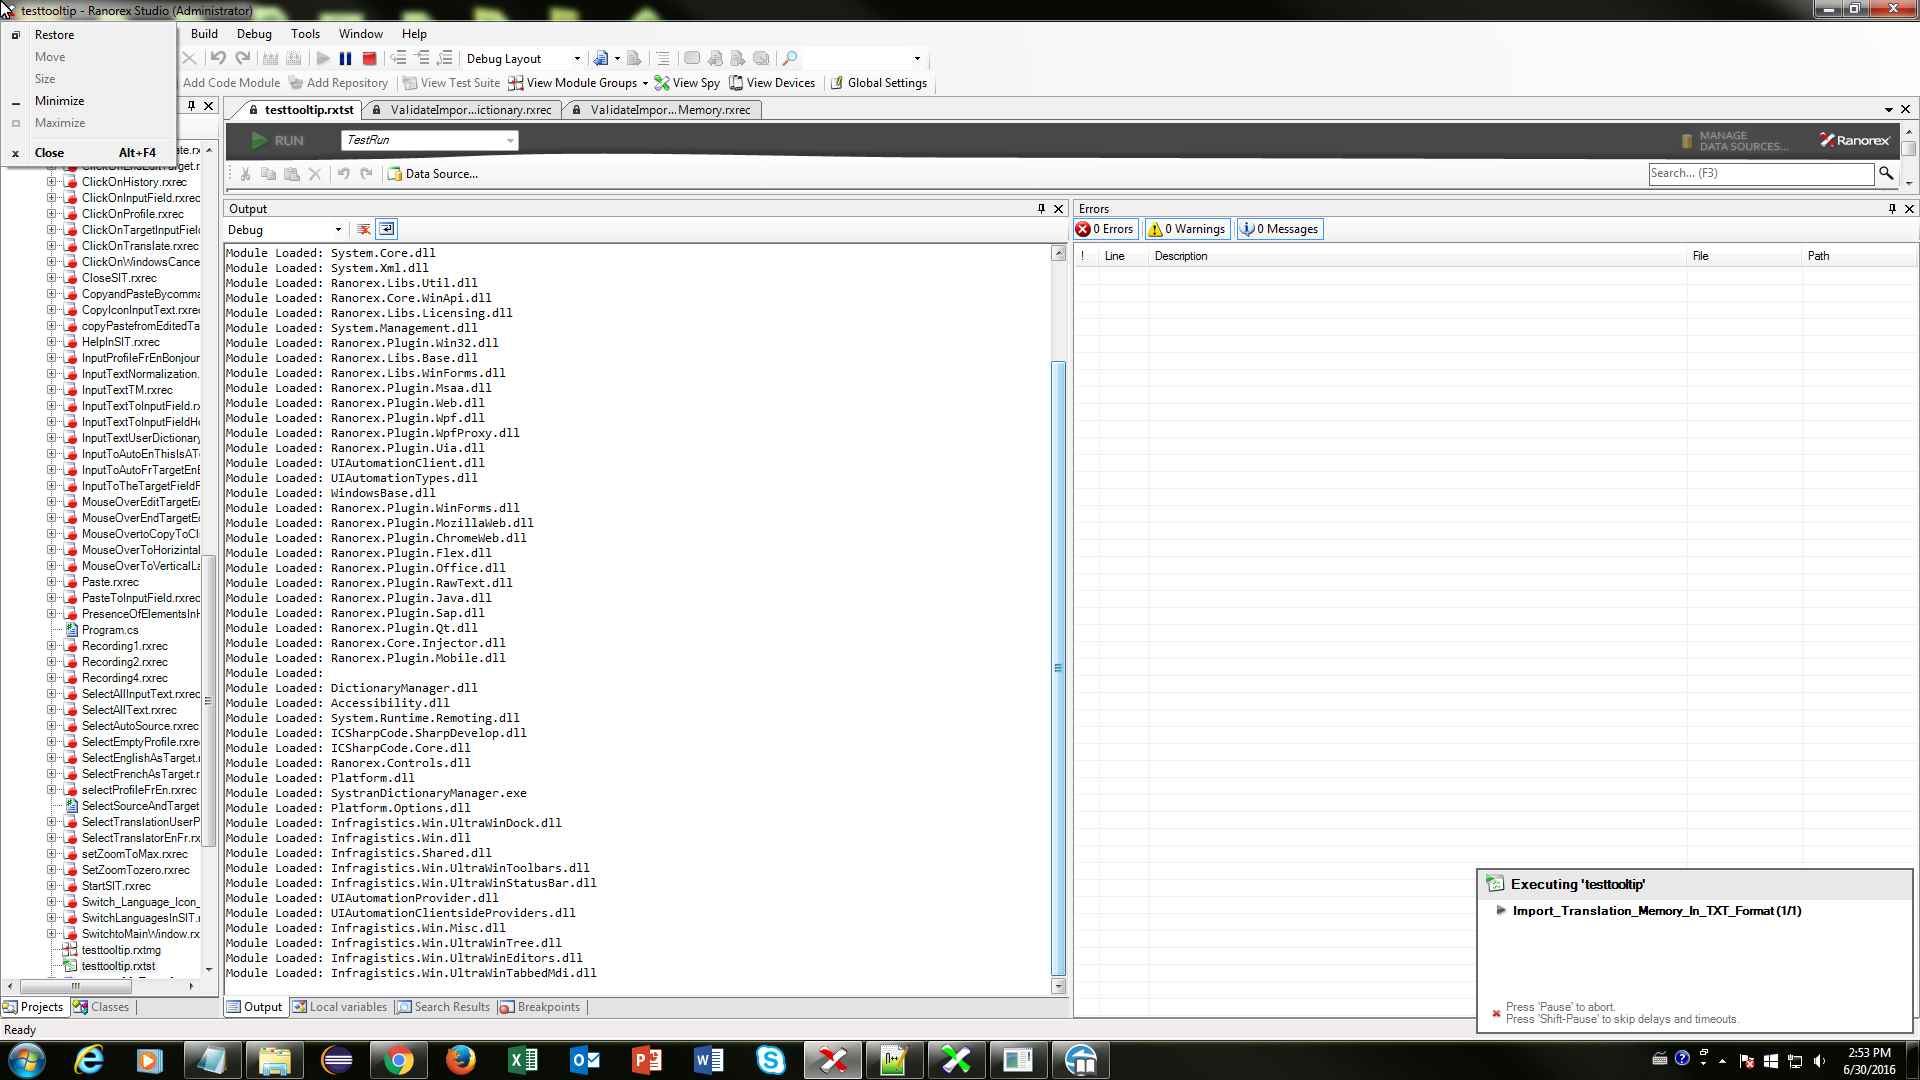 testtooltip - Ranorex Studio (Administrator)
Restore
Move
Size
Minimize
Maximize
Close Alt+F4
Build Debug Tools Window Help
Debug Layout
Add Code Module Add Repository View Test Suite View Module Groups View Spy View Devices Global Settings
testtooltip.rxtst ValidateImpor...ictionary.rxrec ValidateImpor...Memory.rxrec
RUN TestRun MANAGE DATA SOURCES... Ranorex
Data Source... Search... (F3)
ClickOnHistory.rxrec
ClickOnInputField.rxrec
ClickOnProfile.rxrec
ClickOnTargetInputField
ClickOnTranslate.rxrec
ClickOnWindowsCance
CloseSIT.rxrec
CopyandPasteBycomma
CopyIconInputText.rxrec
copyPastefromEditedTa
HelpInSIT.rxrec
InputProfileFrEnBonjour
InputTextNormalization.
InputTextTM.rxrec
InputTextToInputField.rx
InputTextToInputFieldH
InputTextUserDictionary
InputToAutoEnThisIsAT
InputToAutoFrTargetEnE
InputToTheTargetFieldF
MouseOverEditTargetE
MouseOverEndTargetE
MouseOvertoCopyToCl
MouseOverToHorizintal
MouseOverToVerticalLa
Paste.rxrec
PasteToInputField.rxrec
PresenceOfElementsInH
Program.cs
Recording1.rxrec
Recording2.rxrec
Recording4.rxrec
SelectAllInputText.rxrec
SelectAllText.rxrec
SelectAutoSource.rxrec
SelectEmptyProfile.rxrec
SelectEnglishAsTarget.r
SelectFrenchAsTarget.r
selectProfileFrEn.rxrec
SelectSourceAndTarget
SelectTranslationUserP
SelectTranslatorEnFr.rx
setZoomToMax.rxrec
SetZoomTozero.rxrec
StartSIT.rxrec
Switch_Language_Icon_
SwitchLanguagesInSIT.r
SwitchtoMainWindow.rx
testtooltip.rxtmg
testtooltip.rxtst
Projects Classes
Output
Debug
Module Loaded: System.Core.dll
Module Loaded: System.Xml.dll
Module Loaded: Ranorex.Libs.Util.dll
Module Loaded: Ranorex.Core.WinApi.dll
Module Loaded: Ranorex.Libs.Licensing.dll
Module Loaded: System.Management.dll
Module Loaded: Ranorex.Plugin.Win32.dll
Module Loaded: Ranorex.Libs.Base.dll
Module Loaded: Ranorex.Libs.WinForms.dll
Module Loaded: Ranorex.Plugin.Msaa.dll
Module Loaded: Ranorex.Plugin.Web.dll
Module Loaded: Ranorex.Plugin.Wpf.dll
Module Loaded: Ranorex.Plugin.WpfProxy.dll
Module Loaded: Ranorex.Plugin.Uia.dll
Module Loaded: UIAutomationClient.dll
Module Loaded: UIAutomationTypes.dll
Module Loaded: WindowsBase.dll
Module Loaded: Ranorex.Plugin.WinForms.dll
Module Loaded: Ranorex.Plugin.MozillaWeb.dll
Module Loaded: Ranorex.Plugin.ChromeWeb.dll
Module Loaded: Ranorex.Plugin.Flex.dll
Module Loaded: Ranorex.Plugin.Office.dll
Module Loaded: Ranorex.Plugin.RawText.dll
Module Loaded: Ranorex.Plugin.Java.dll
Module Loaded: Ranorex.Plugin.Sap.dll
Module Loaded: Ranorex.Plugin.Qt.dll
Module Loaded: Ranorex.Core.Injector.dll
Module Loaded: Ranorex.Plugin.Mobile.dll
Module Loaded:
Module Loaded: DictionaryManager.dll
Module Loaded: Accessibility.dll
Module Loaded: System.Runtime.Remoting.dll
Module Loaded: ICSharpCode.SharpDevelop.dll
Module Loaded: ICSharpCode.Core.dll
Module Loaded: Ranorex.Controls.dll
Module Loaded: Platform.dll
Module Loaded: SystranDictionaryManager.exe
Module Loaded: Platform.Options.dll
Module Loaded: Infragistics.Win.UltraWinDock.dll
Module Loaded: Infragistics.Win.dll
Module Loaded: Infragistics.Shared.dll
Module Loaded: Infragistics.Win.UltraWinToolbars.dll
Module Loaded: Infragistics.Win.UltraWinStatusBar.dll
Module Loaded: UIAutomationProvider.dll
Module Loaded: UIAutomationClientsideProviders.dll
Module Loaded: Infragistics.Win.Misc.dll
Module Loaded: Infragistics.Win.UltraWinTree.dll
Module Loaded: Infragistics.Win.UltraWinEditors.dll
Module Loaded: Infragistics.Win.UltraWinTabbedMdi.dll
Output Local variables Search Results Breakpoints
Errors
0 Errors 0 Warnings 0 Messages
! Line Description File Path
Executing 'testtooltip'
Import_Translation_Memory_In_TXT_Format (1/1)
Press 'Pause' to abort.
Press 'Shift-Pause' to skip delays and timeouts.
Ready
2:53 PM
6/30/2016